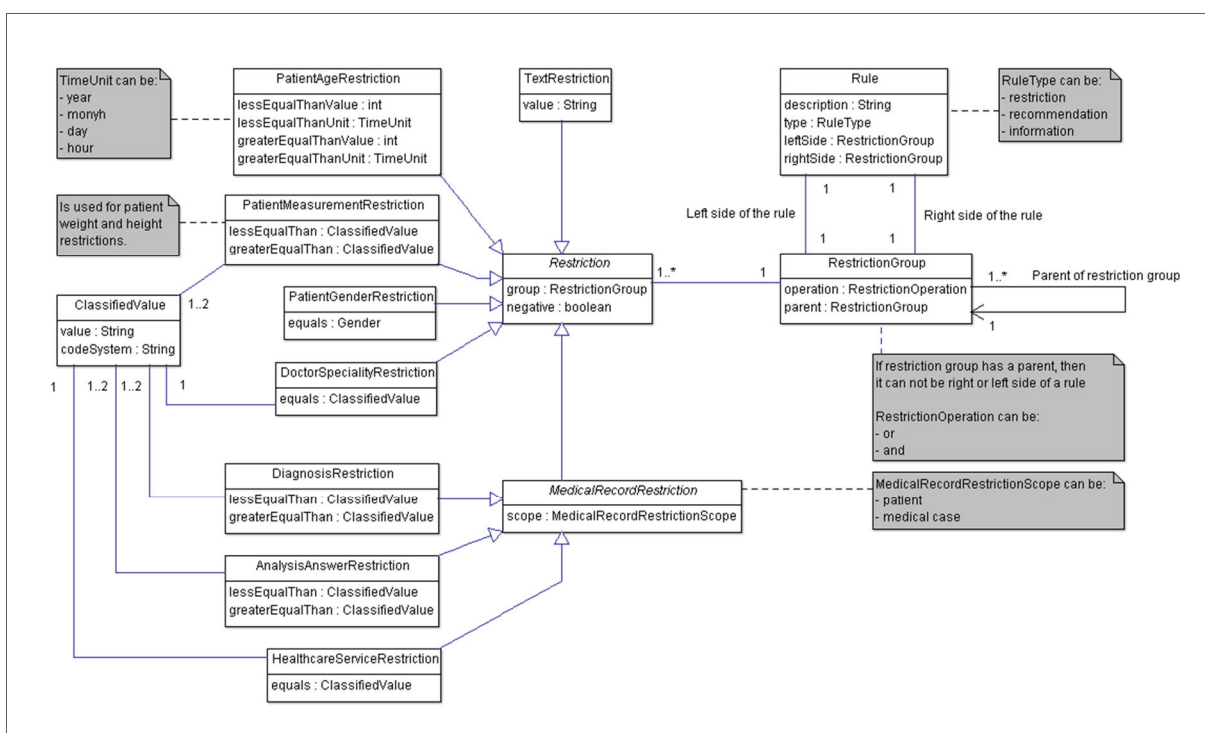 TimeUnit can be:
- year
- monyh
- day
- hour
PatientAgeRestriction
lessEqualThanValue : int
lessEqualThanUnit : TimeUnit
greaterEqualThanValue : int
greaterEqualThanUnit : TimeUnit
TextRestriction
value : String
Rule
description : String
type : RuleType
leftSide : RestrictionGroup
rightSide : RestrictionGroup
RuleType can be:
- restriction
- recommendation
- information
Is used for patient
weight and height
restrictions.
PatientMeasurementRestriction
lessEqualThan : ClassifiedValue
greaterEqualThan : ClassifiedValue
1
1
Left side of the rule
Right side of the rule
1
1
Restriction
group : RestrictionGroup
negative : boolean
1..*
1
RestrictionGroup
operation : RestrictionOperation
parent : RestrictionGroup
1..*
Parent of restriction group
1
1..2
ClassifiedValue
value : String
codeSystem : String
PatientGenderRestriction
equals : Gender
1
1..2
1..2
1
DoctorSpecialityRestriction
equals : ClassifiedValue
If restriction group has a parent, then
it can not be right or left side of a rule
RestrictionOperation can be:
- or
- and
DiagnosisRestriction
lessEqualThan : ClassifiedValue
greaterEqualThan : ClassifiedValue
MedicalRecordRestriction
scope : MedicalRecordRestrictionScope
MedicalRecordRestrictionScope can be:
- patient
- medical case
AnalysisAnswerRestriction
lessEqualThan : ClassifiedValue
greaterEqualThan : ClassifiedValue
HealthcareServiceRestriction
equals : ClassifiedValue